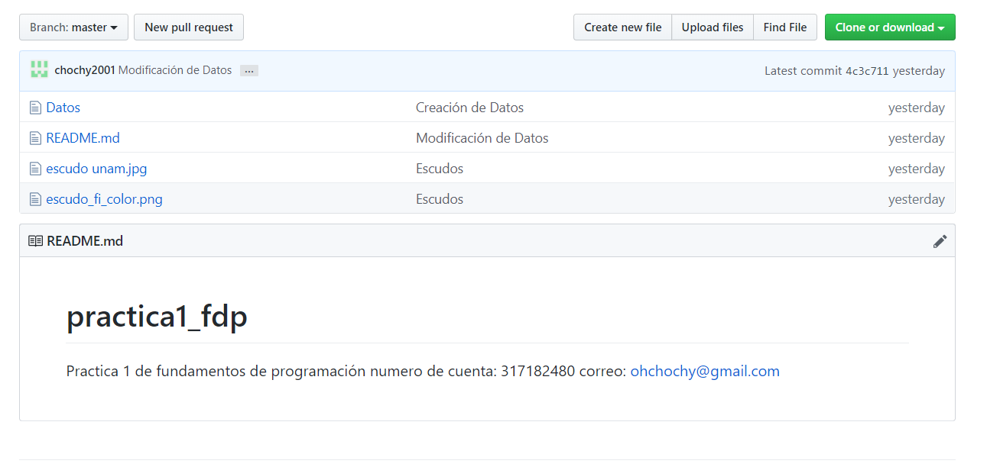 Branch: master New pull request Create new file Upload files Find File Clone or download
chochy2001 Modificación de Datos ... Latest commit 4c3c711 yesterday
Datos Creación de Datos yesterday
README.md Modificación de Datos yesterday
escudo unam.jpg Escudos yesterday
escudo_fi_color.png Escudos yesterday
README.md
practica1_fdp
Practica 1 de fundamentos de programación numero de cuenta: 317182480 correo: ohchochy@gmail.com